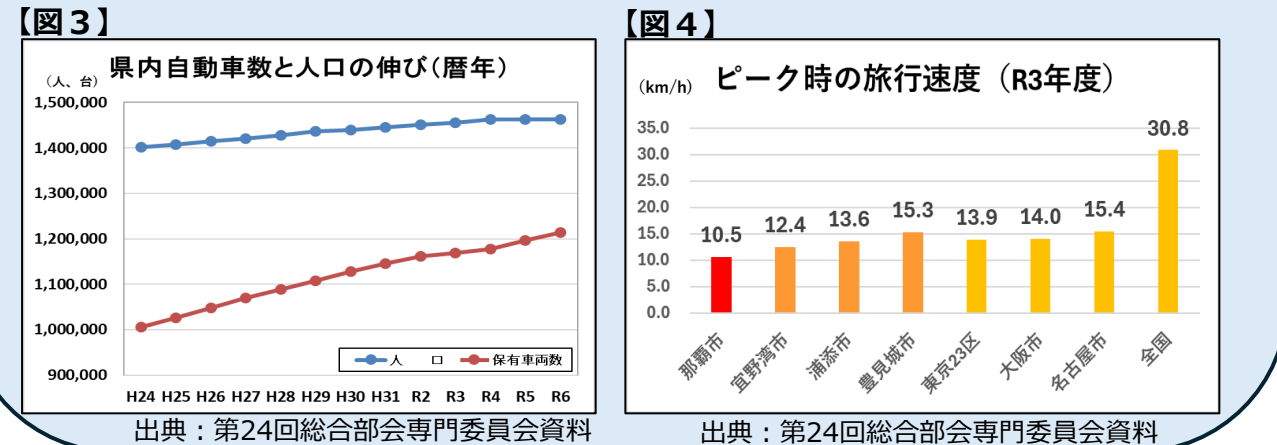 【図３】
県内自動車数と人口の伸び（暦年）
（人、台）
1,500,000
1,400,000
1,300,000
1,200,000
1,100,000
1,000,000
900,000
人　口　保有車両数
H24 H25 H26 H27 H28 H29 H30 H31 R2 R3 R4 R5 R6
出典：第24回総合部会専門委員会資料
【図４】
ピーク時の旅行速度（R3年度）
（km/h）
35.0
30.0
25.0
20.0
15.0
10.0
5.0
0.0
10.5 12.4 13.6 15.3 13.9 14.0 15.4 30.8
那覇市 宜野湾市 浦添市 豊見城市 東京23区 大阪市 名古屋市 全国
出典：第24回総合部会専門委員会資料